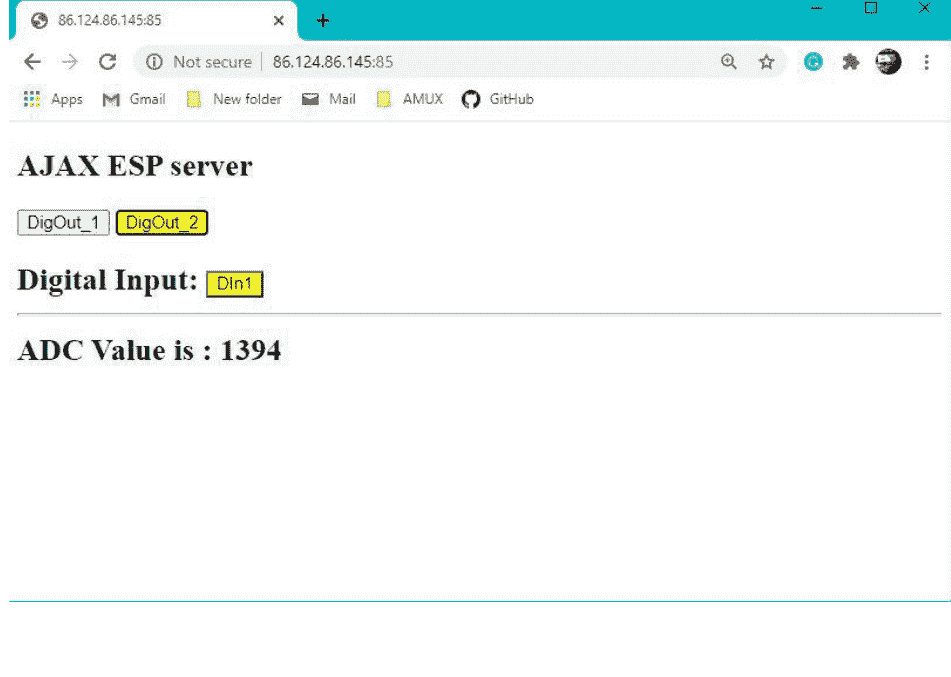 86.124.86.145:85
Not secure 86.124.86.145:85
Apps Gmail New folder Mail AMUX GitHub
AJAX ESP server
DigOut_1 DigOut_2
Digital Input: DIn1
ADC Value is : 1394